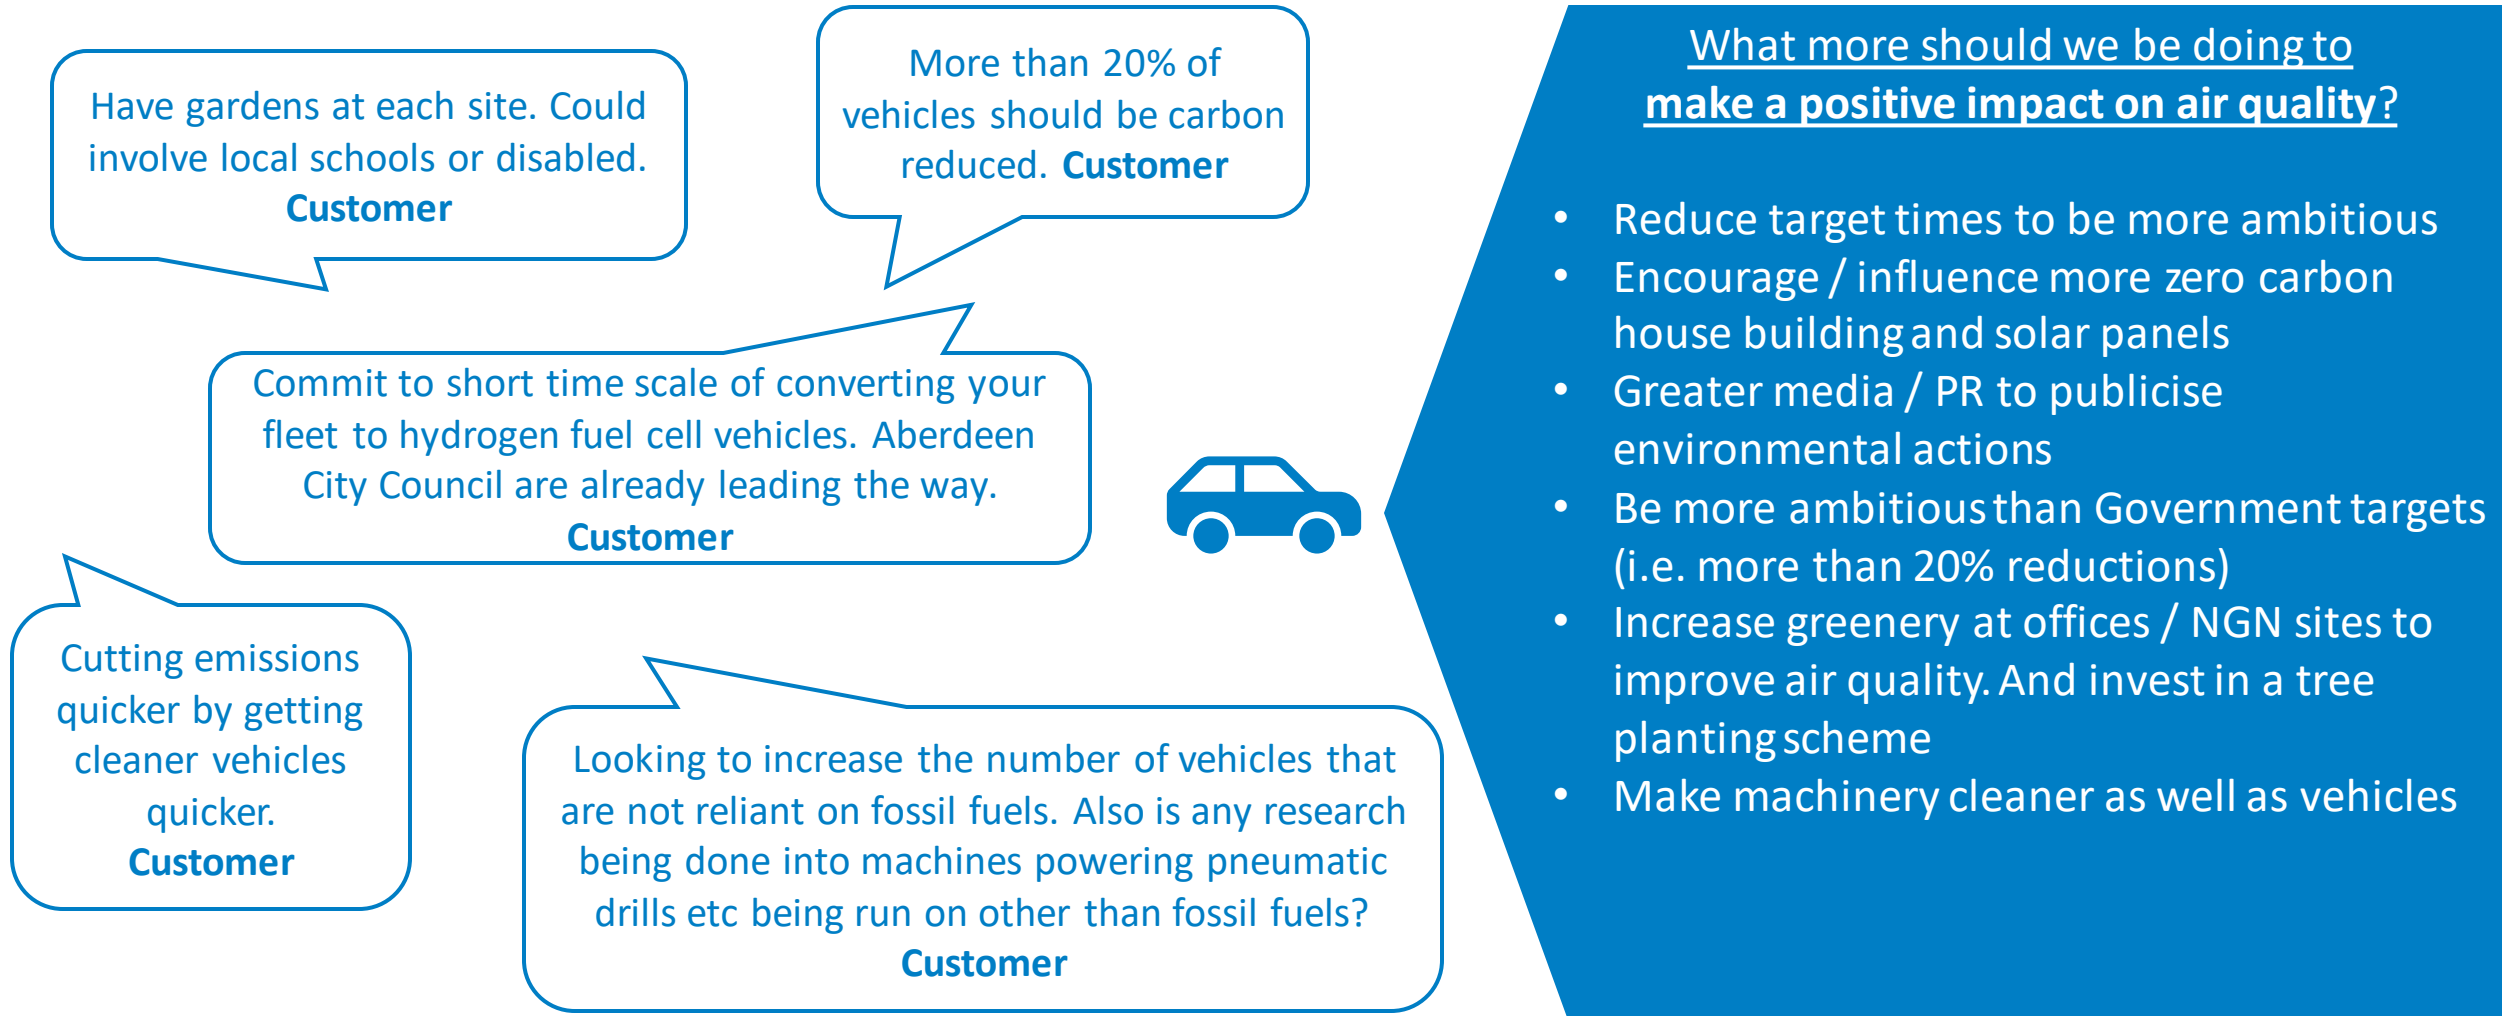 Have gardens at each site. Could
involve local schools or disabled.
Customer
More than 20% of
vehicles should be carbon
reduced. Customer
Commit to short time scale of converting your
fleet to hydrogen fuel cell vehicles. Aberdeen
City Council are already leading the way.
Customer
Cutting emissions
quicker by getting
cleaner vehicles
quicker.
Customer
Looking to increase the number of vehicles that
are not reliant on fossil fuels. Also is any research
being done into machines powering pneumatic
drills etc being run on other than fossil fuels?
Customer
What more should we be doing to
make a positive impact on air quality?
• Reduce target times to be more ambitious
• Encourage / influence more zero carbon
house building and solar panels
• Greater media / PR to publicise
environmental actions
• Be more ambitious than Government targets
(i.e. more than 20% reductions)
• Increase greenery at offices / NGN sites to
improve air quality. And invest in a tree
planting scheme
• Make machinery cleaner as well as vehicles